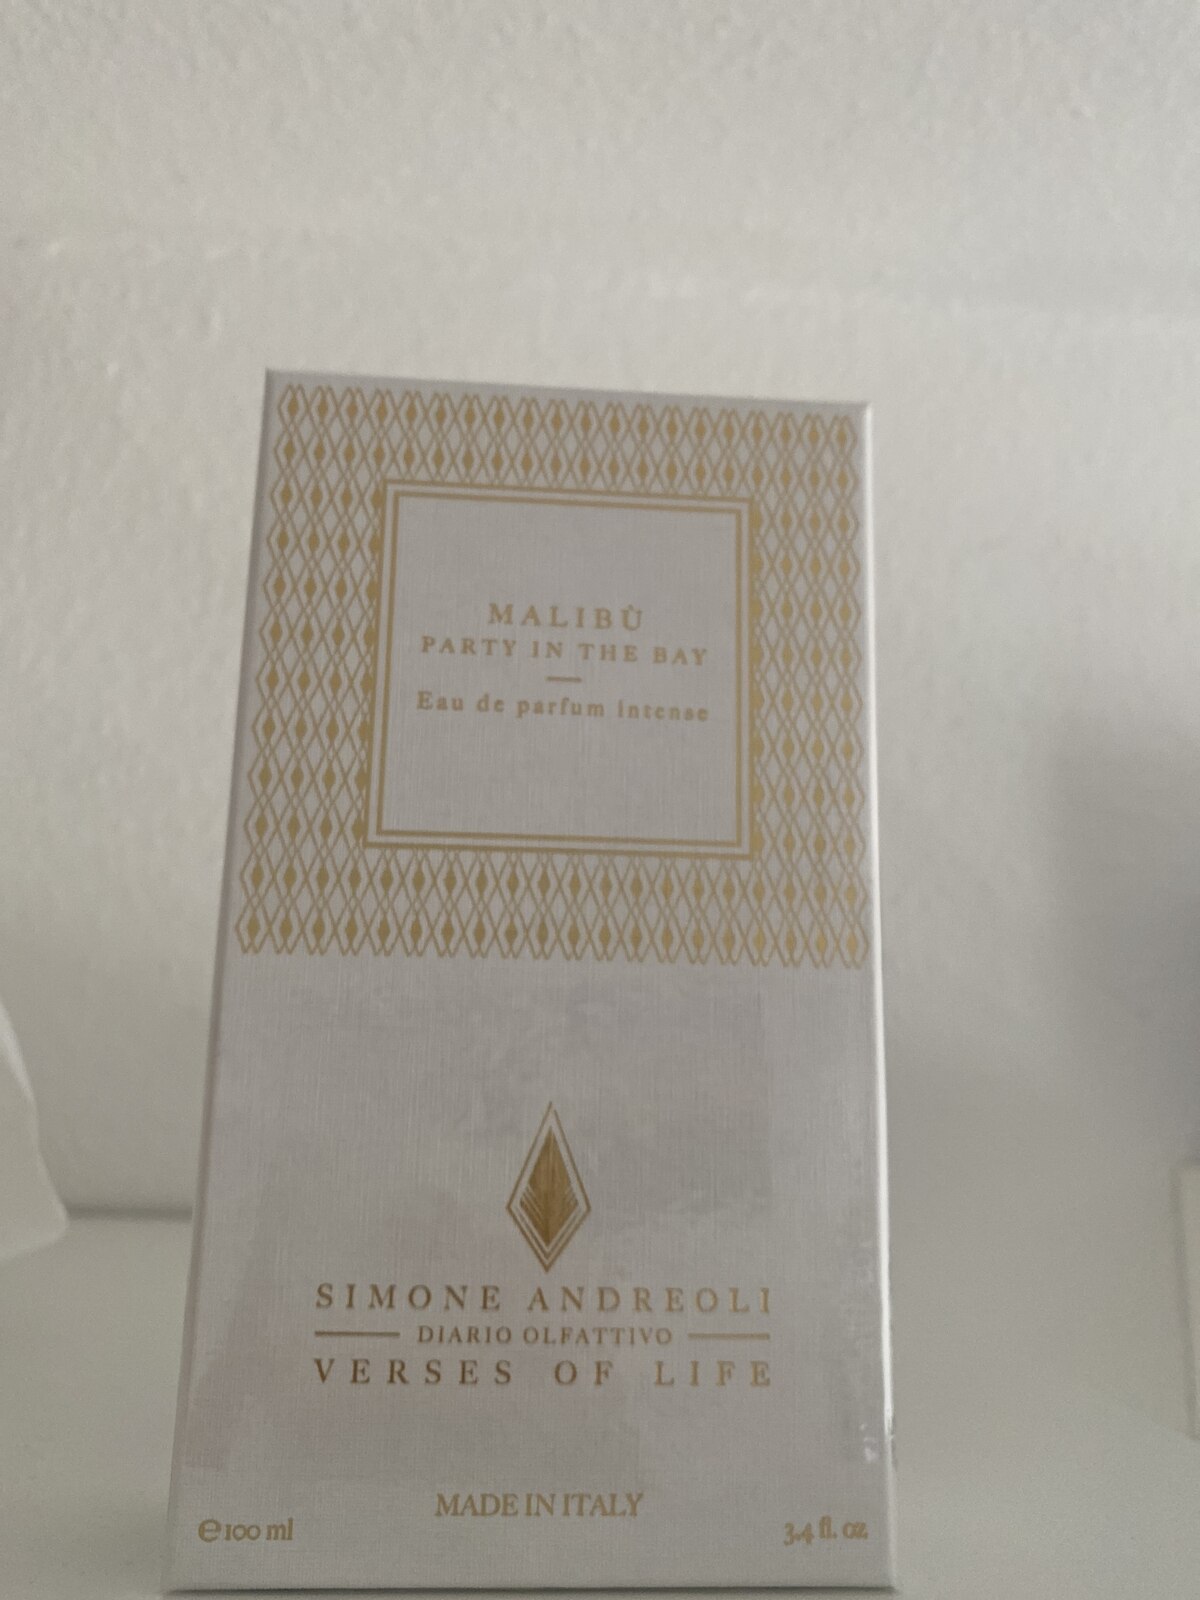 MALIBÙ
PARTY IN THE BAY
Eau de parfum intense
SIMONE ANDREOLI
DIARIO OLFATTIVO
VERSES OF LIFE
MADE IN ITALY
℮100 ml
3.4 fl. oz